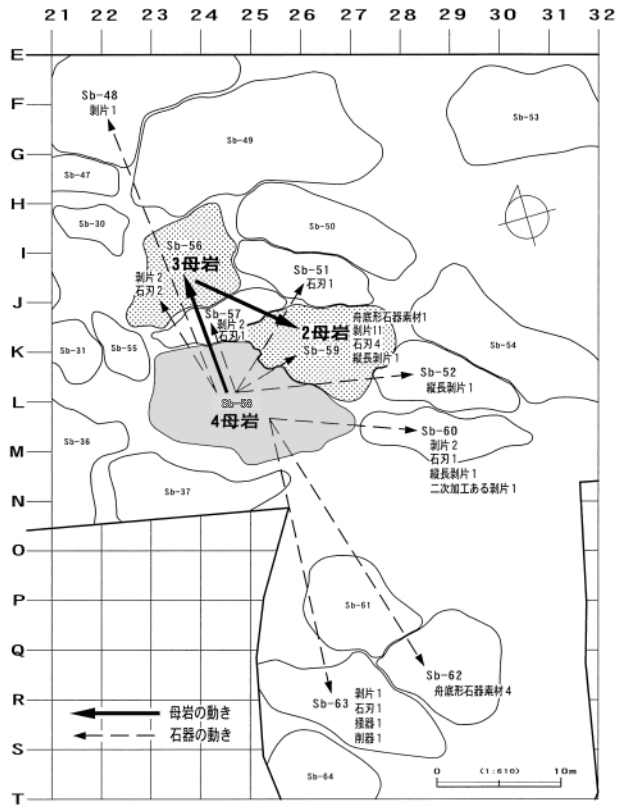 21 22 23 24 25 26 27 28 29 30 31 32
E
F
G
H
I
J
K
L
M
N
O
P
Q
R
S
T
Sb-48
剥片1
Sb-49
Sb-53
Sb-47
Sb-30
Sb-50
Sb-56
3母岩
剥片2
石刃2
Sb-51
石刃1
Sb-57
剥片2
石刃1
2母岩
Sb-59
舟底形石器素材1
剥片11
石刃4
縦長剥片1
Sb-54
Sb-31
Sb-55
Sb-52
縦長剥片1
Sb-58
4母岩
Sb-60
剥片2
石刃1
縦長剥片1
二次加工ある剥片1
Sb-36
Sb-37
Sb-61
Sb-62
舟底形石器素材4
Sb-63
剥片1
石刃1
掻器1
削器1
Sb-64
母岩の動き
石器の動き
0 (1:610) 10m